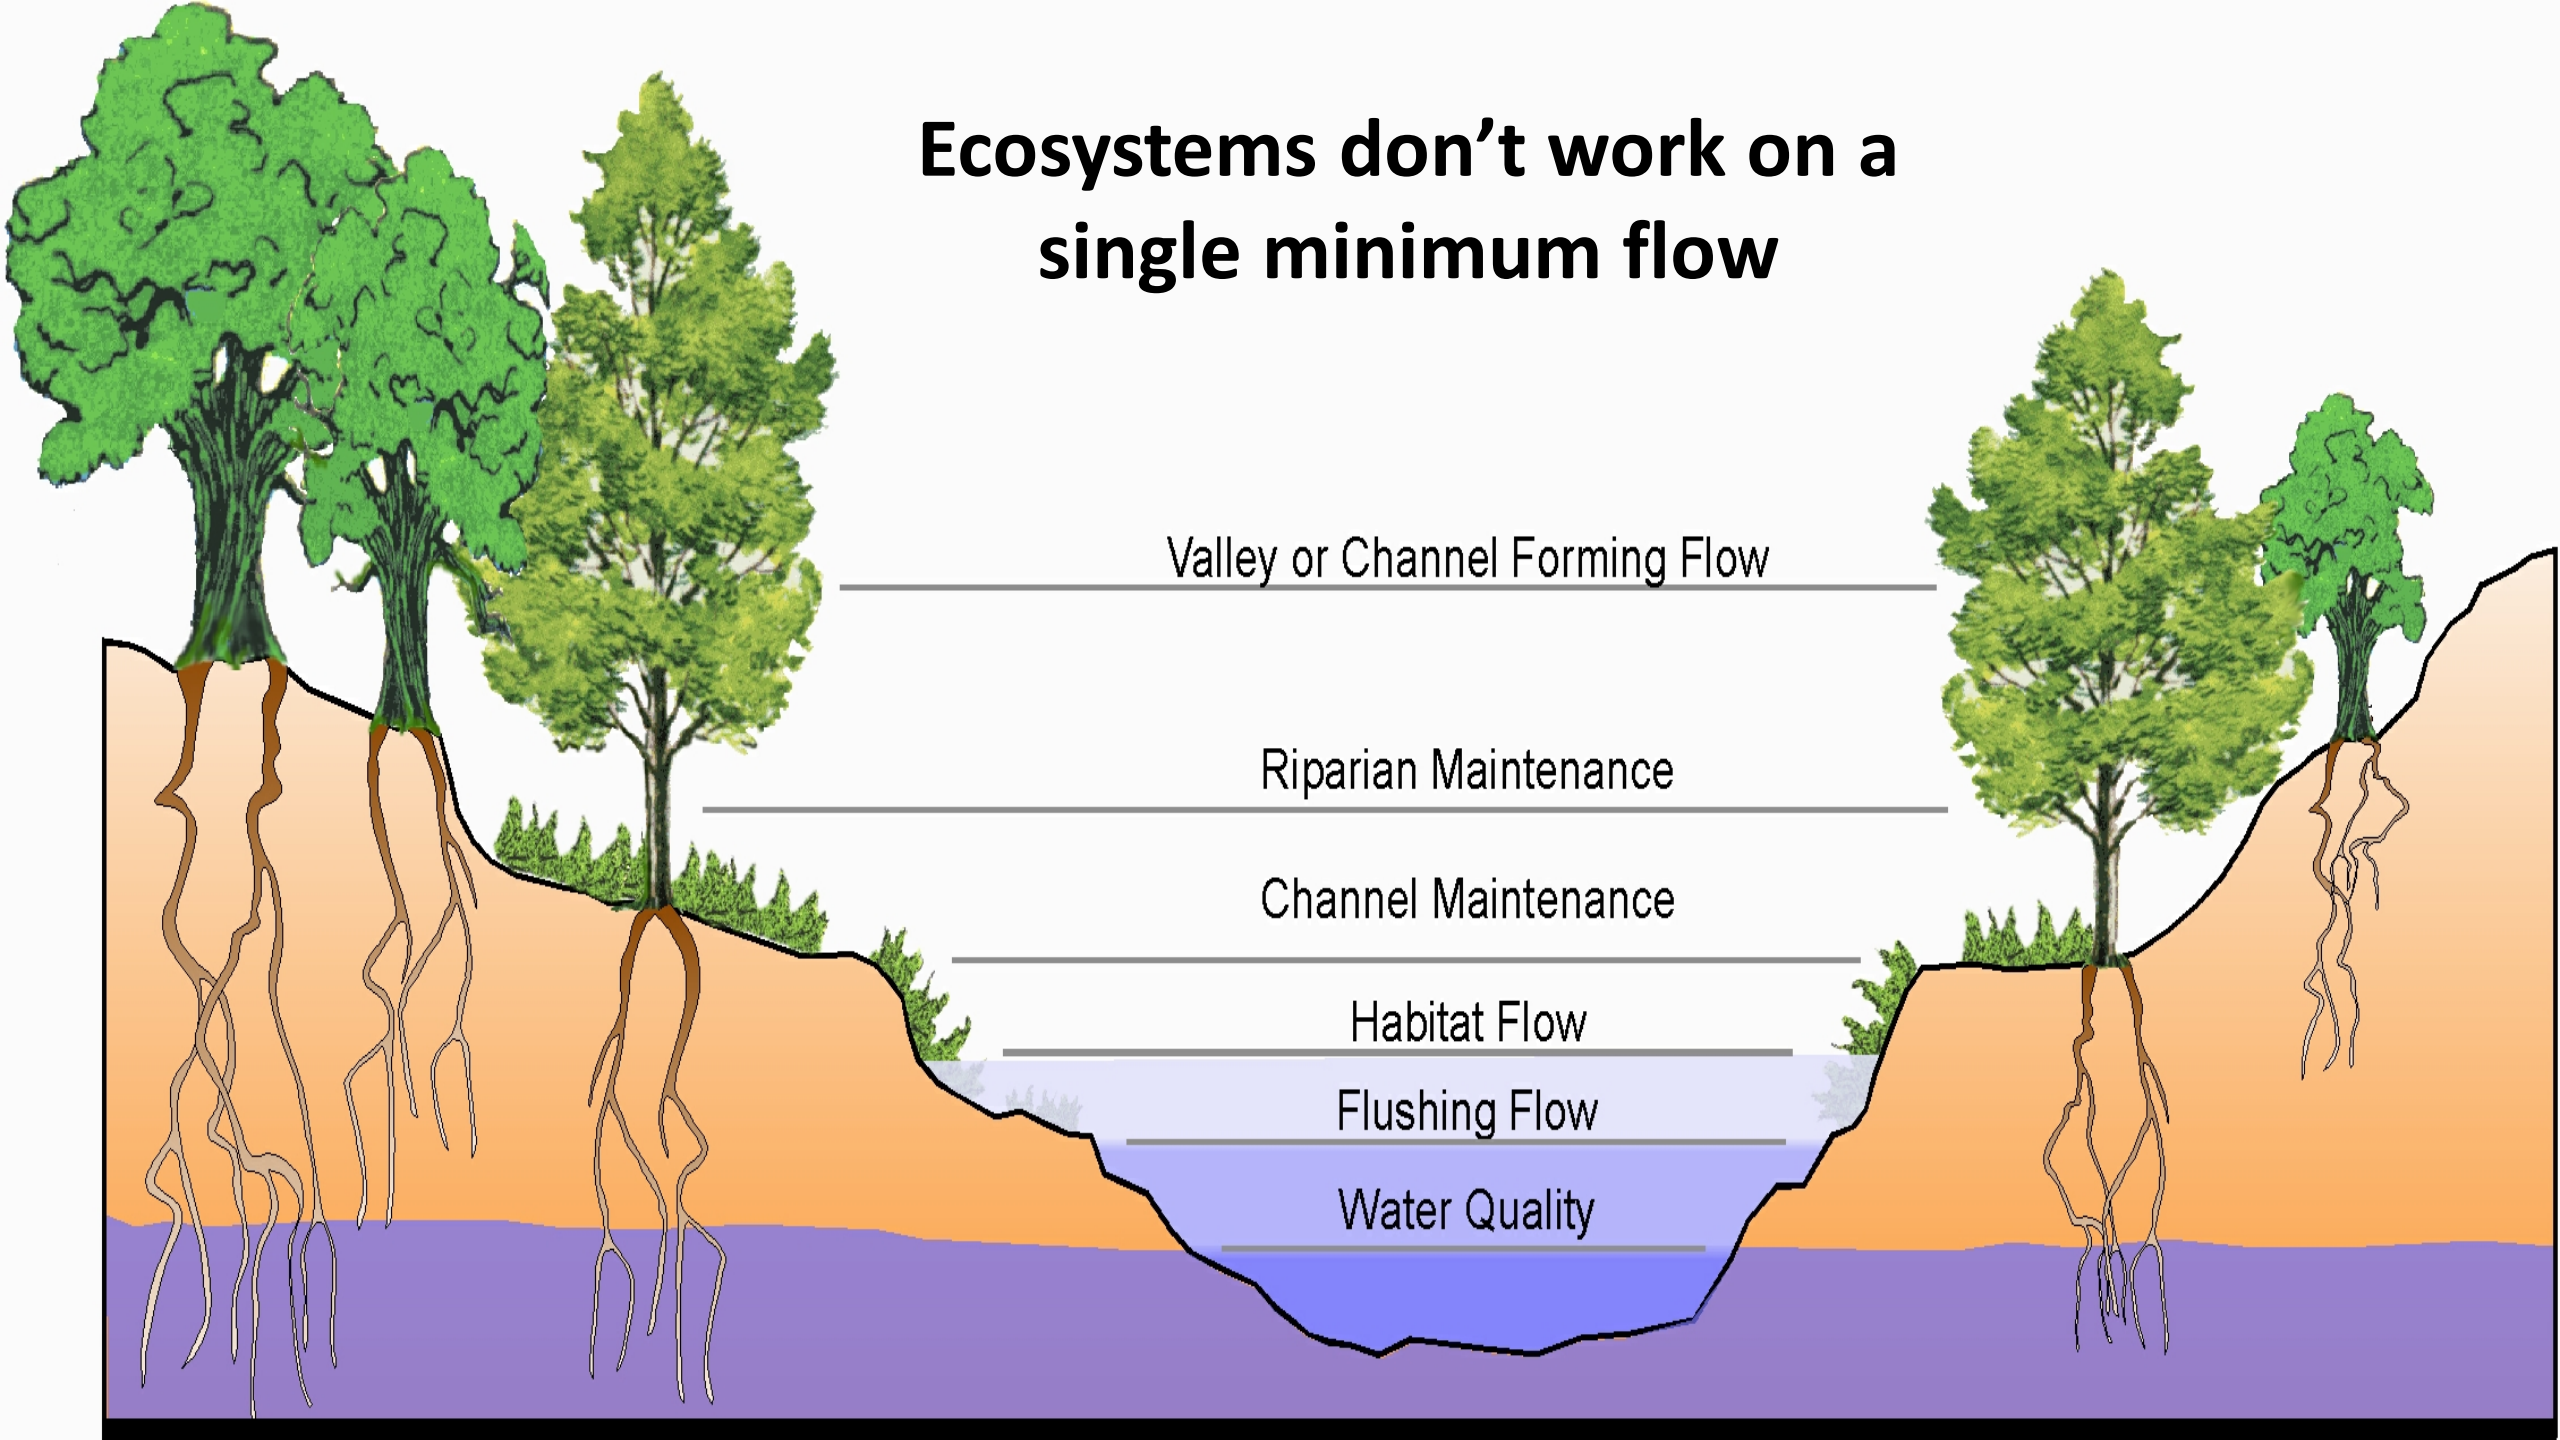 Ecosystems don’t work on a
single minimum flow
Valley or Channel Forming Flow
Riparian Maintenance
Channel Maintenance
Habitat Flow
Flushing Flow
Water Quality